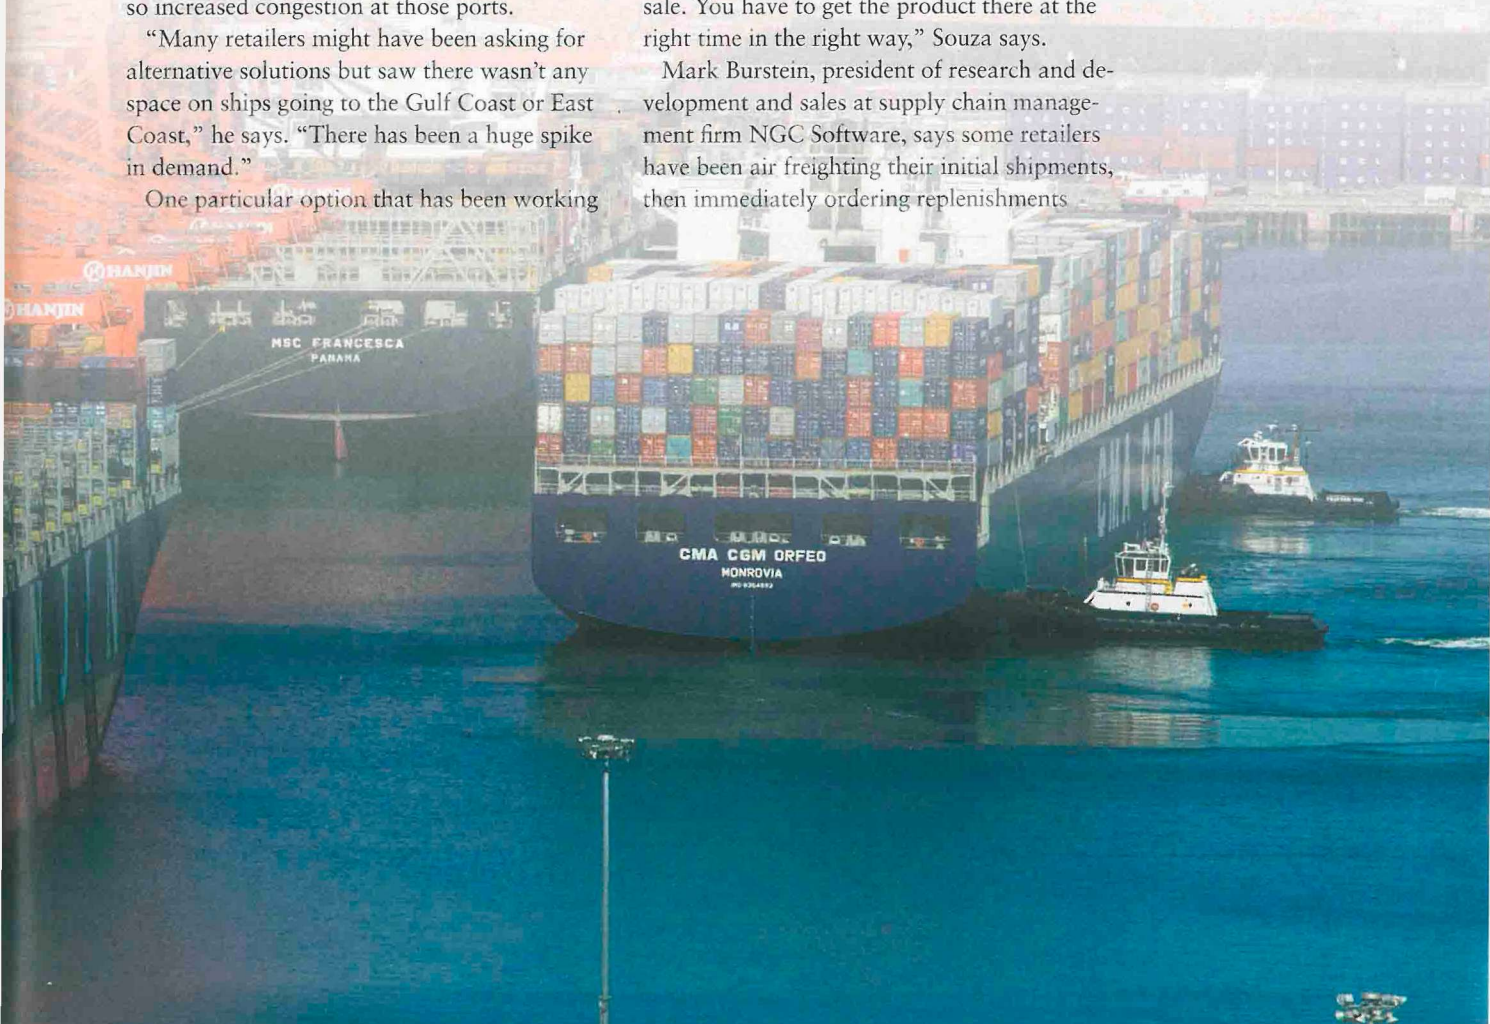 so increased congestion at those ports.
“Many retailers might have been asking for
alternative solutions but saw there wasn't any
space on ships going to the Gulf Coast or East
Coast,” he says. “There has been a huge spike
in demand.”
One particular option that has been working
sale. You have to get the product there at the
right time in the right way,” Souza says.
Mark Burstein, president of research and de-
velopment and sales at supply chain manage-
ment firm NGC Software, says some retailers
have been air freighting their initial shipments,
then immediately ordering replenishments
HANJIN
HANJIN
MSC FRANCESCA
PANAMA
CMA CGM
CMA CGM ORFEO
MONROVIA